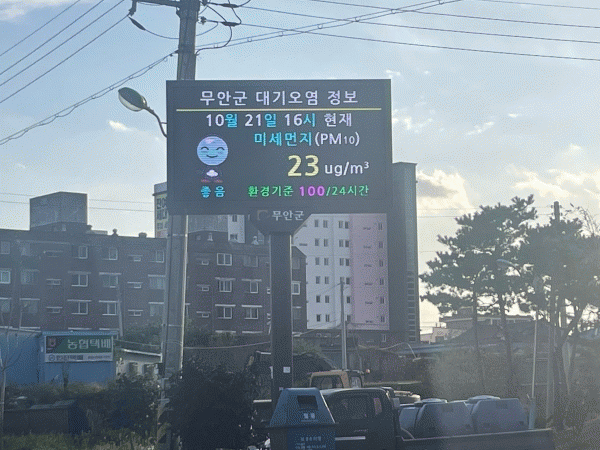 무안군 대기오염 정보
10월 21일 16시 현재
미세먼지(PM10)
23 ug/m³
좋음 환경기준 100/24시간
무안군
농협택배